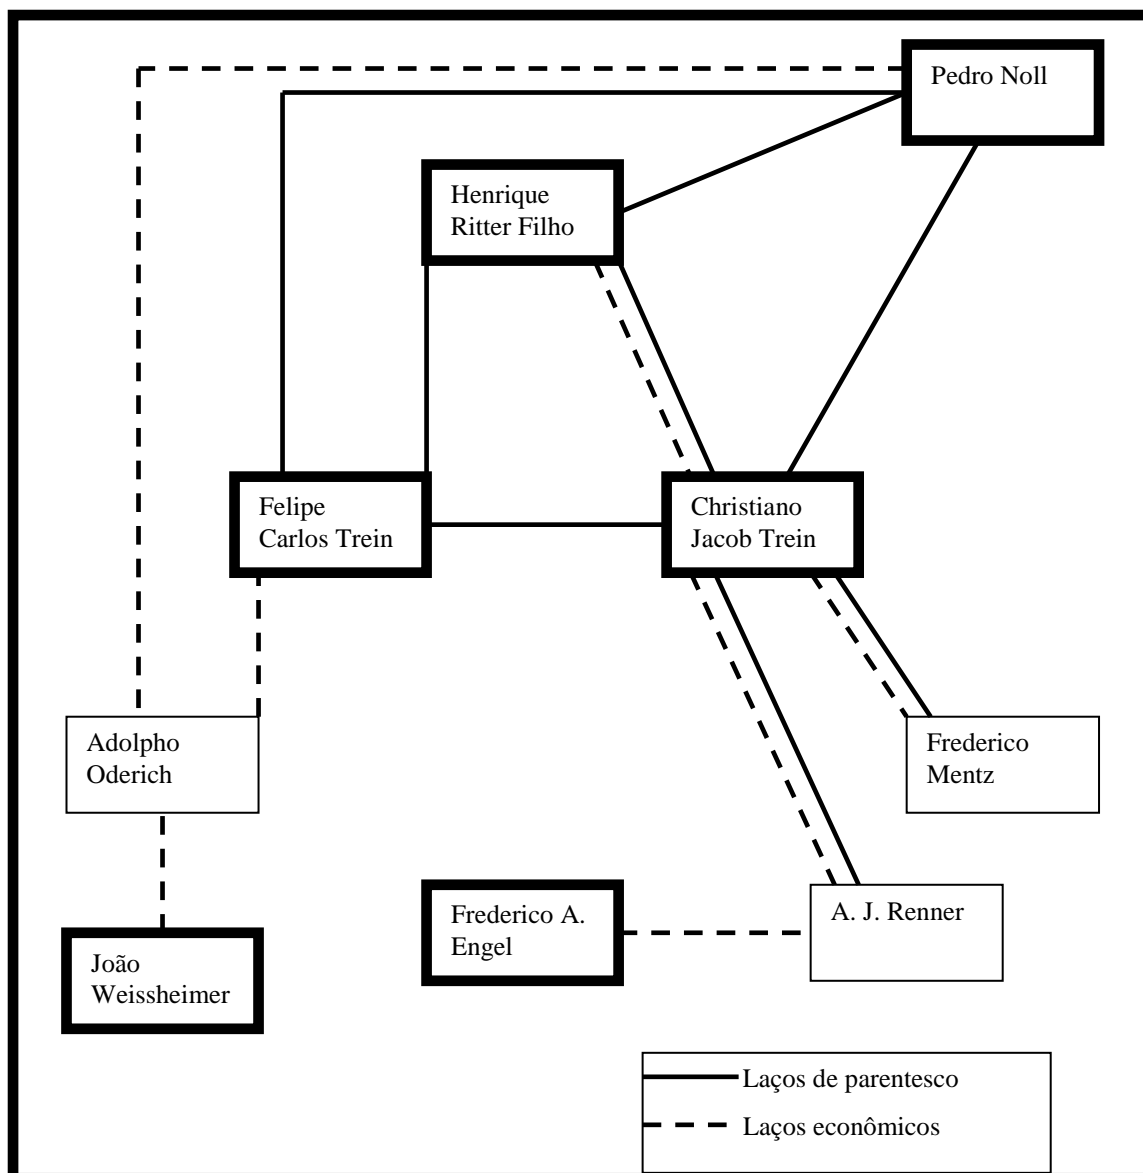 Pedro Noll
Henrique
Ritter Filho
Felipe
Carlos Trein
Christiano
Jacob Trein
Adolpho
Oderich
Frederico
Mentz
Frederico A.
Engel
A. J. Renner
João
Weissheimer
Laços de parentesco
Laços econômicos